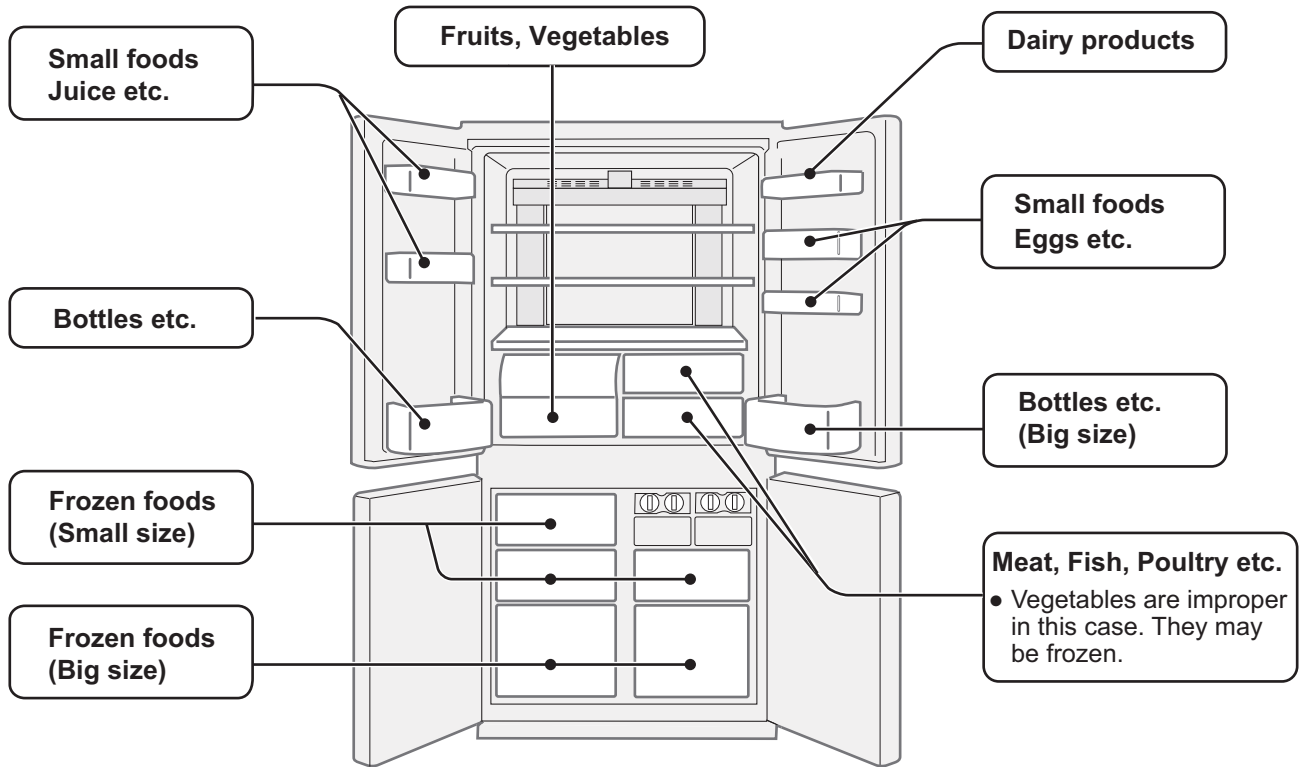 Fruits, Vegetables
Small foods
Juice etc.
Dairy products
Small foods
Eggs etc.
Bottles etc.
Bottles etc.
(Big size)
Frozen foods
(Small size)
Meat, Fish, Poultry etc.
● Vegetables are improper
in this case. They may
be frozen.
Frozen foods
(Big size)